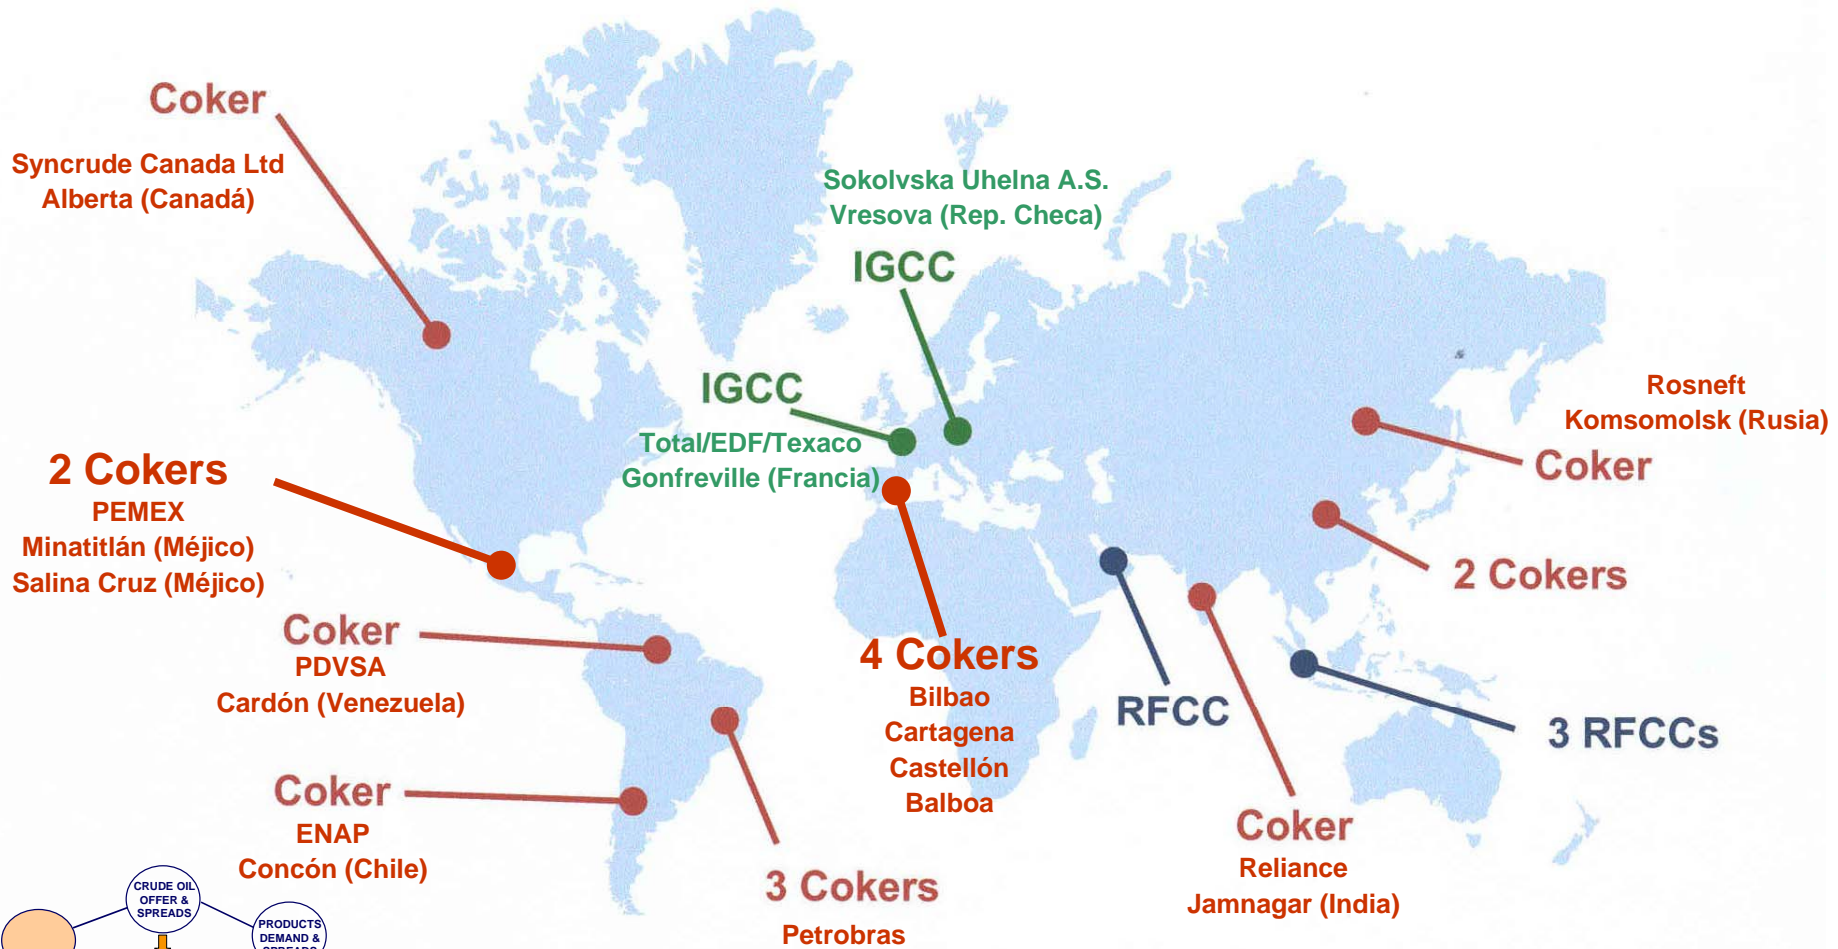 Coker
Syncrude Canada Ltd
Alberta (Canadá)
Sokolvska Uhelna A.S.
Vresova (Rep. Checa)
IGCC
IGCC
Total/EDF/Texaco
Gonfreville (Francia)
Rosneft
Komsomolsk (Rusia)
Coker
2 Cokers
PEMEX
Minatitlán (Méjico)
Salina Cruz (Méjico)
2 Cokers
Coker
PDVSA
Cardón (Venezuela)
4 Cokers
Bilbao
Cartagena
Castellón
Balboa
RFCC
3 RFCCs
Coker
ENAP
Concón (Chile)
3 Cokers
Petrobras
Coker
Reliance
Jamnagar (India)
CRUDE OIL
OFFER &
SPREADS
PRODUCTS
DEMAND &